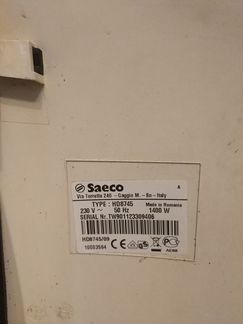 Saeco
A
Via Torretta 240 - Gaggio M. - Bo - Italy
TYPE: HD8745
Made in Romania
230 V ~ 50 Hz 1400 W
SERIAL Nr. TW901123309406
HD8745/09
10003564
CE